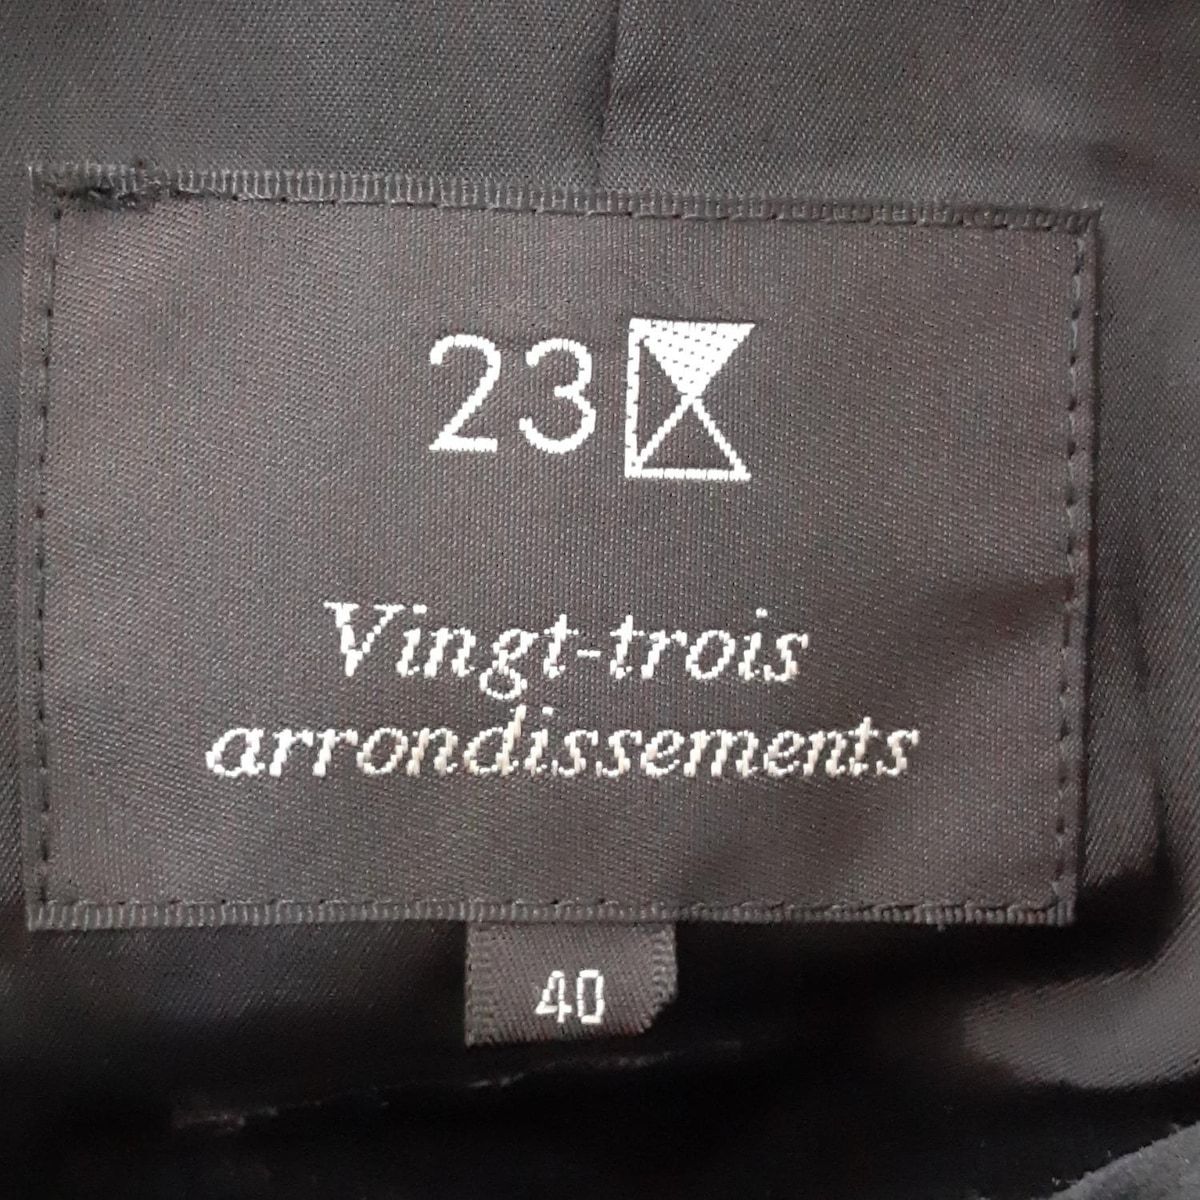 23
Vingt-trois
arrondissements
40